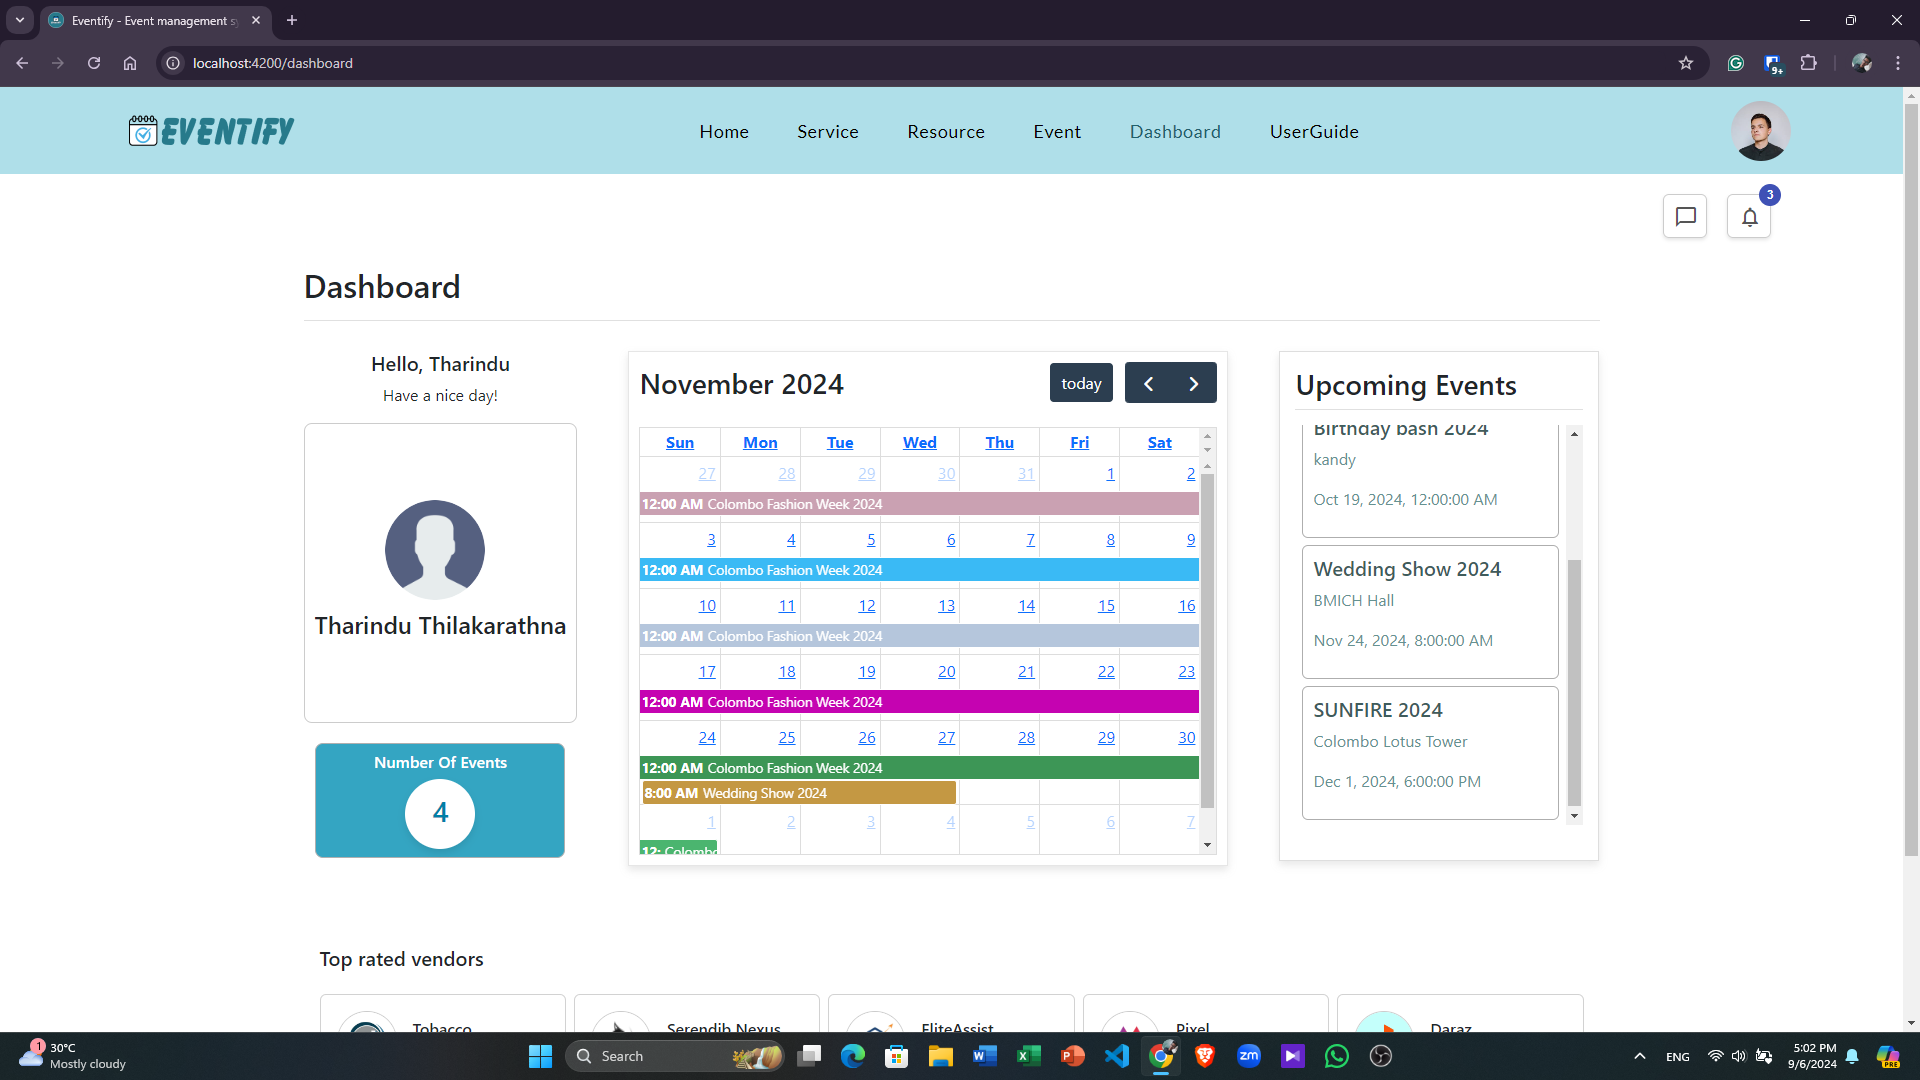 Eventify - Event management sy
localhost:4200/dashboard
9+
EVENTIFY
Home
Service
Resource
Event
Dashboard
UserGuide
3
Dashboard
Hello, Tharindu
Have a nice day!
Tharindu Thilakarathna
Number Of Events
4
November 2024
today
Sun Mon Tue Wed Thu Fri Sat
27 28 29 30 31 1 2
12:00 AM Colombo Fashion Week 2024
3 4 5 6 7 8 9
12:00 AM Colombo Fashion Week 2024
10 11 12 13 14 15 16
12:00 AM Colombo Fashion Week 2024
17 18 19 20 21 22 23
12:00 AM Colombo Fashion Week 2024
24 25 26 27 28 29 30
12:00 AM Colombo Fashion Week 2024
8:00 AM Wedding Show 2024
1 2 3 4 5 6 7
12: Colombo
Upcoming Events
Birthday bash 2024
kandy
Oct 19, 2024, 12:00:00 AM
Wedding Show 2024
BMICH Hall
Nov 24, 2024, 8:00:00 AM
SUNFIRE 2024
Colombo Lotus Tower
Dec 1, 2024, 6:00:00 PM
Top rated vendors
Tobacco
Serendib Nexus
EliteAssist
Pixel
Daraz
1
30°C
Mostly cloudy
Search
zm
ENG
5:02 PM
9/6/2024
PRE